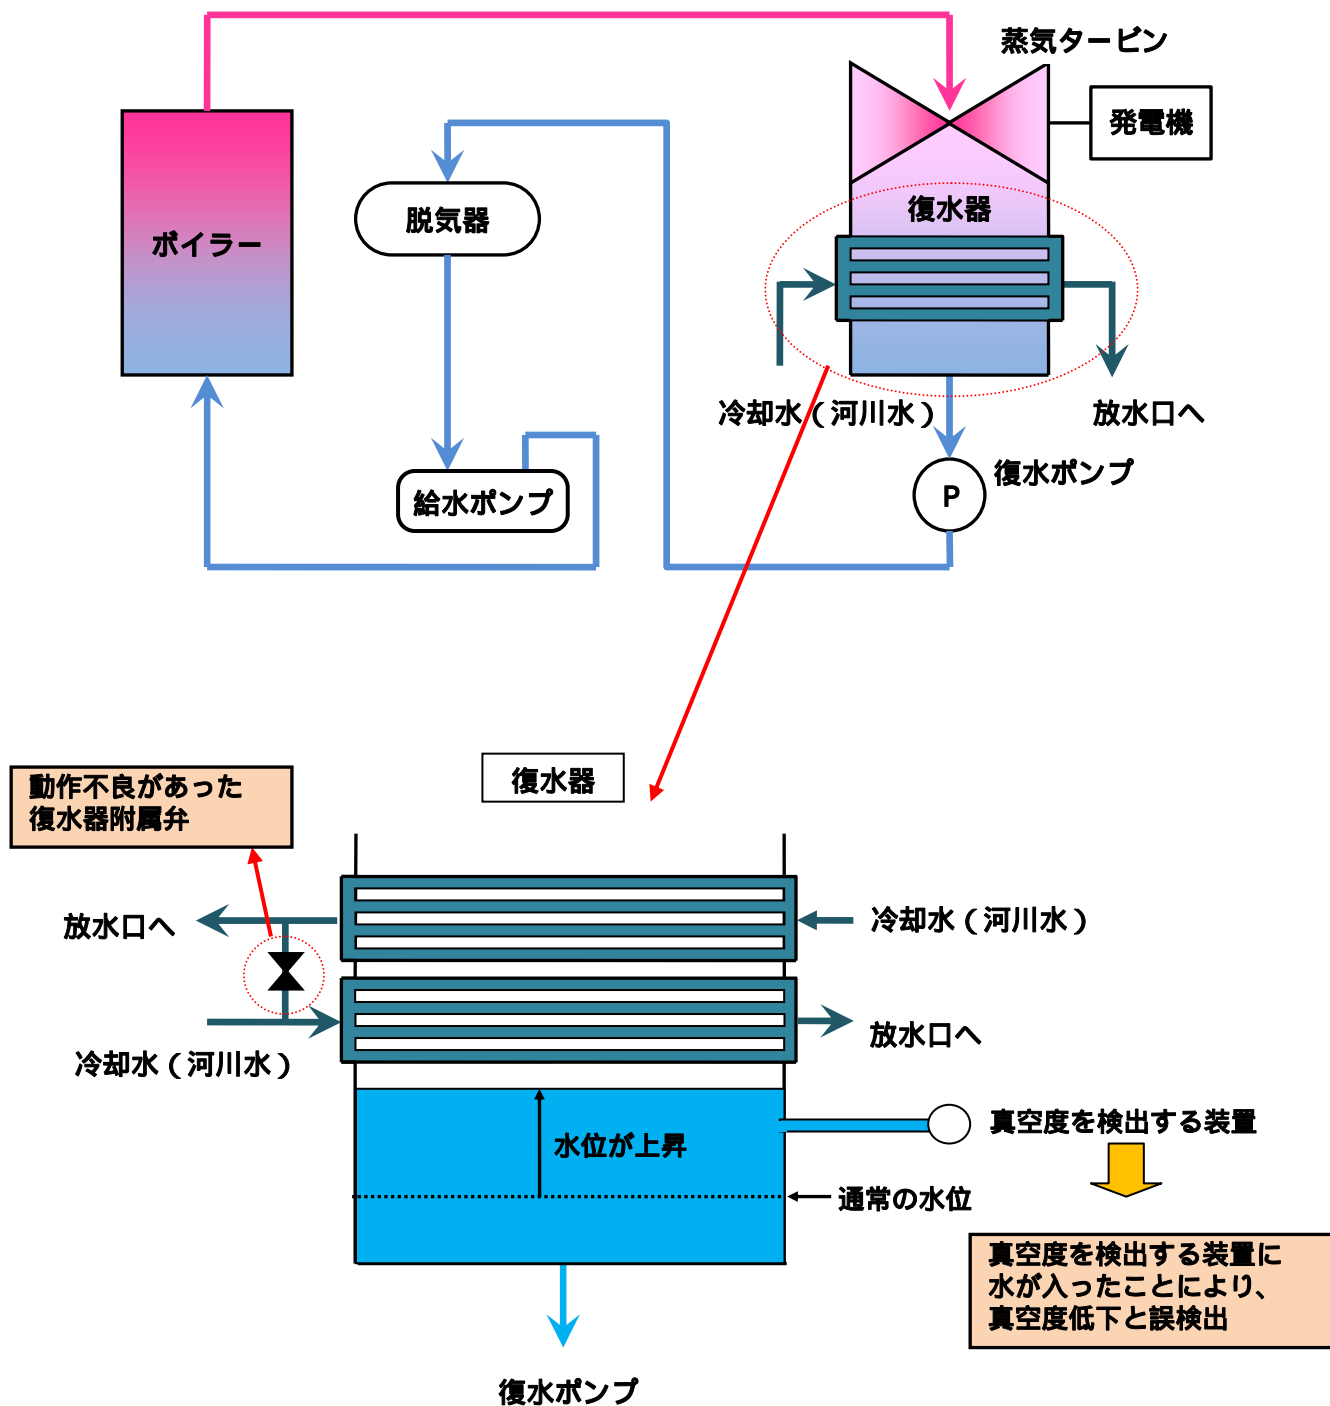 蒸気タービン
発電機
ボイラー
脱気器
復水器
冷却水(河川水)
放水口へ
給水ポンプ
P
復水ポンプ
復水器
動作不良があった
復水器附属弁
放水口へ
冷却水(河川水)
冷却水(河川水)
放水口へ
水位が上昇
真空度を検出する装置
通常の水位
真空度を検出する装置に
水が入ったことにより、
真空度低下と誤検出
復水ポンプ